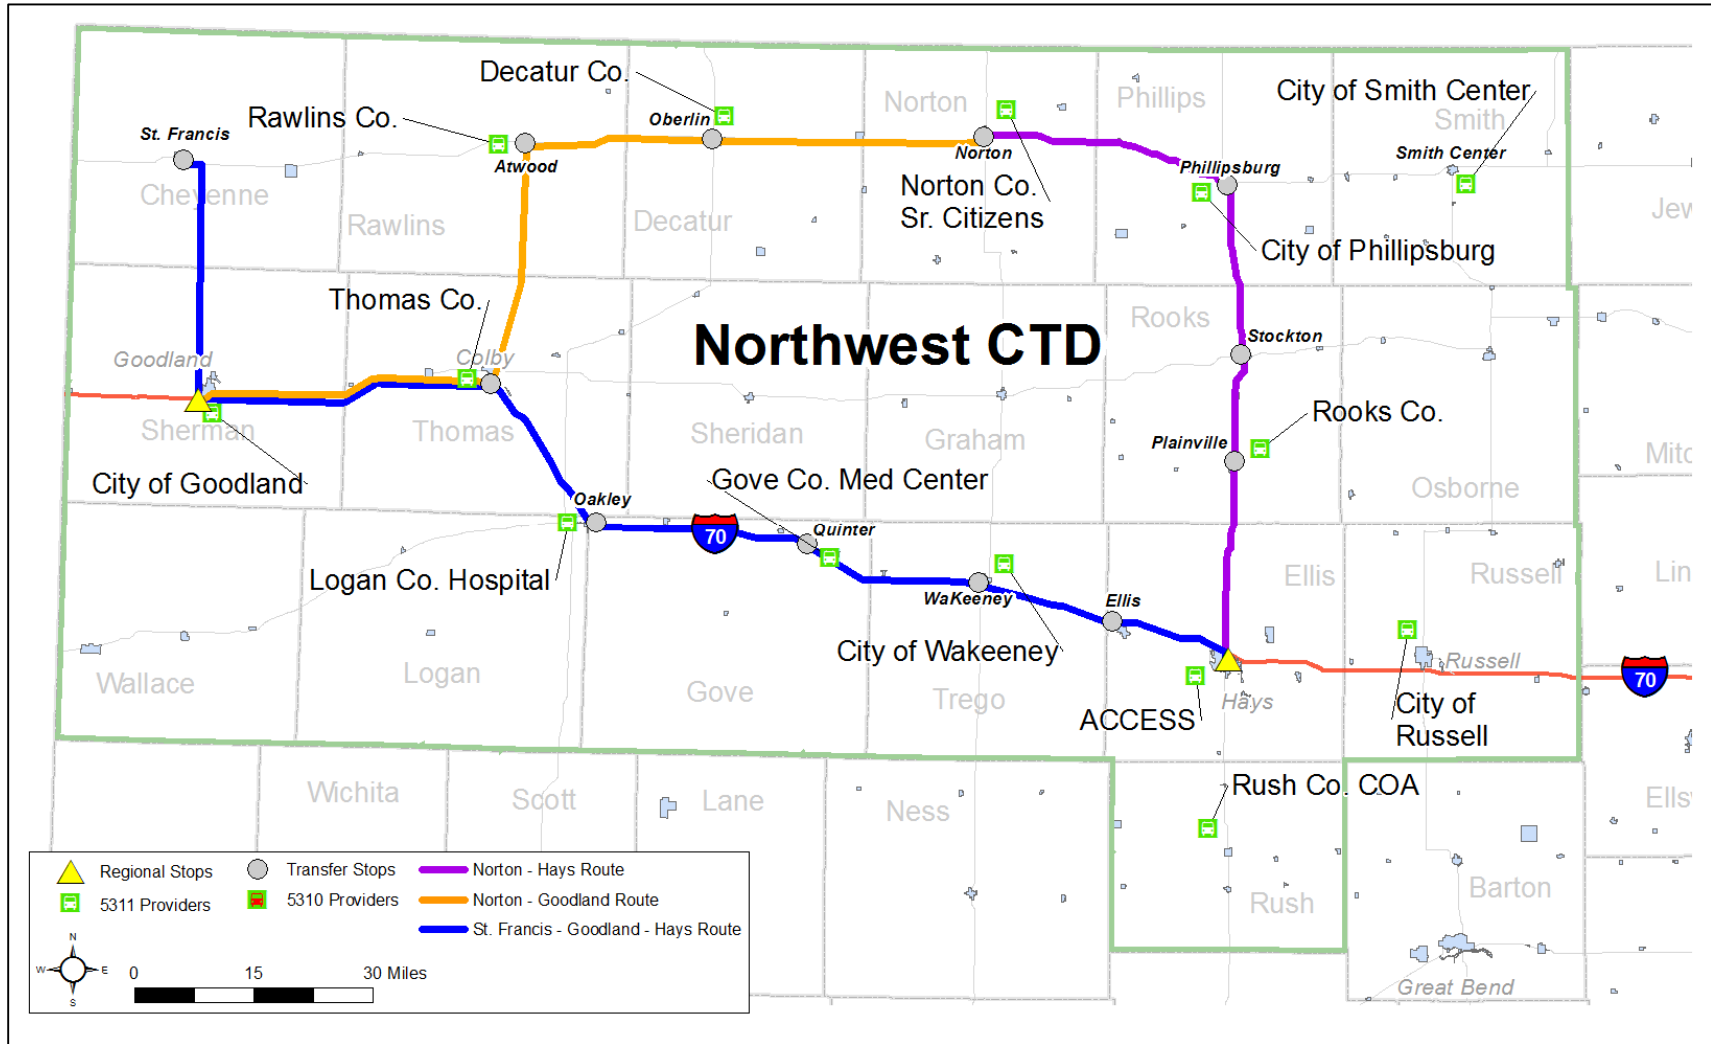 Decatur Co.
City of Smith Center
Norton
Phillips
Rawlins Co.
Oberlin
Smith
St. Francis
Norton
Smith Center
Atwood
Phillipsburg
Cheyenne
Norton Co.
Sr. Citizens
Rawlins
Decatur
Jew
City of Phillipsburg
Thomas Co.
Northwest CTD
Rooks
Stockton
Goodland
Colby
Rooks Co.
Sherman
Thomas
Sheridan
Graham
Plainville
Mitc
City of Goodland
Gove Co. Med Center
Osborne
Oakley
70
Quinter
Logan Co. Hospital
Ellis
Russell
Lin
WaKeeney
Ellis
City of Wakeeney
Russell
Wallace
Logan
Gove
Trego
70
Hays
ACCESS
City of
Russell
Wichita
Scott
Lane
Ness
Rush Co. COA
Ells
Rush
Barton
Great Bend
Regional Stops
Transfer Stops
Norton - Hays Route
5311 Providers
5310 Providers
Norton - Goodland Route
St. Francis - Goodland - Hays Route
N
W
E
S
0 15 30 Miles